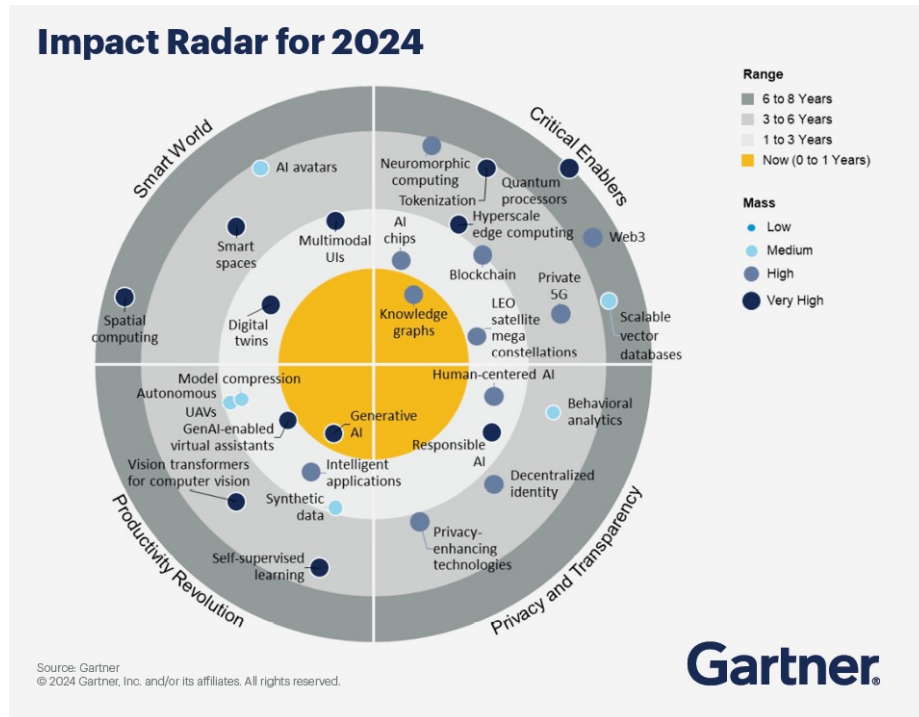 Impact Radar for 2024
Smart World
Critical Enablers
Productivity Revolution
Privacy and Transparency
AI avatars
Smart
spaces
Multimodal
UIs
Spatial
computing
Digital
twins
Neuromorphic
computing
Tokenization
Quantum
processors
AI
chips
Hyperscale
edge computing
Web3
Blockchain
Private
5G
Knowledge
graphs
LEO
satellite
mega
constellations
Scalable
vector
databases
Model compression
Autonomous
UAVs
GenAI-enabled
virtual assistants
Generative
AI
Vision transformers
for computer vision
Intelligent
applications
Synthetic
data
Self-supervised
learning
Human-centered AI
Behavioral
analytics
Responsible
AI
Decentralized
identity
Privacy-
enhancing
technologies
Range
6 to 8 Years
3 to 6 Years
1 to 3 Years
Now (0 to 1 Years)
Mass
Low
Medium
High
Very High
Source: Gartner
© 2024 Gartner, Inc. and/or its affiliates. All rights reserved.
Gartner®